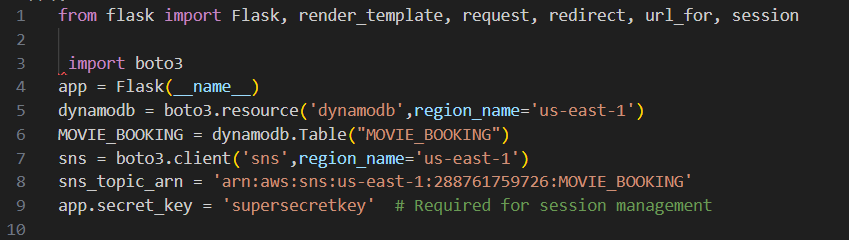 1 from flask import Flask, render_template, request, redirect, url_for, session
2
3 import boto3
4 app = Flask(__name__)
5 dynamodb = boto3.resource('dynamodb',region_name='us-east-1')
6 MOVIE_BOOKING = dynamodb.Table("MOVIE_BOOKING")
7 sns = boto3.client('sns',region_name='us-east-1')
8 sns_topic_arn = 'arn:aws:sns:us-east-1:288761759726:MOVIE_BOOKING'
9 app.secret_key = 'supersecretkey'  # Required for session management
10